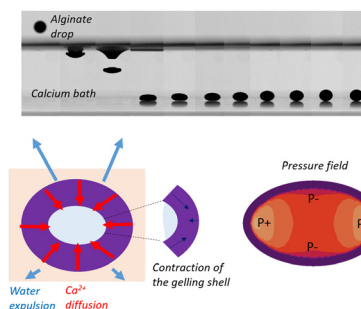 Alginate
drop
Calcium bath
Pressure field
P-
P+
P-
Contraction of
the gelling shell
Water
expulsion
Ca²⁺
diffusion